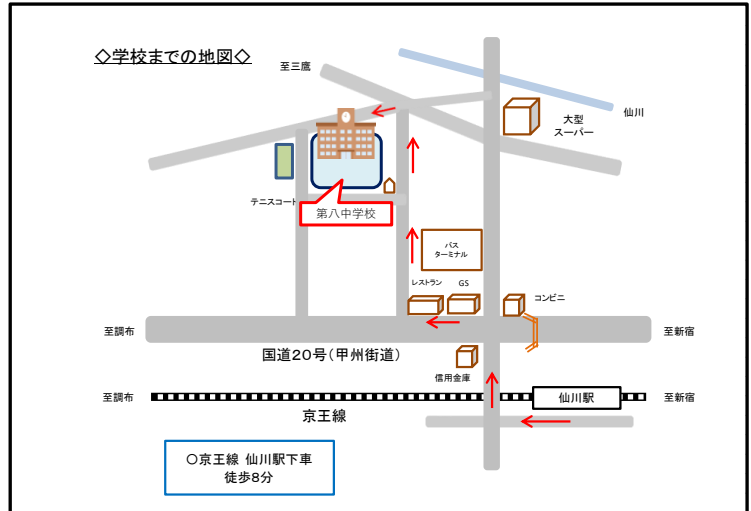 ◇学校までの地図◇
至三鷹
仙川
大型
スーパー
テニスコート
第八中学校
バス
ターミナル
レストラン
GS
コンビニ
至調布
至新宿
国道20号(甲州街道)
信用金庫
至調布
仙川駅
至新宿
京王線
○京王線 仙川駅下車
徒歩8分